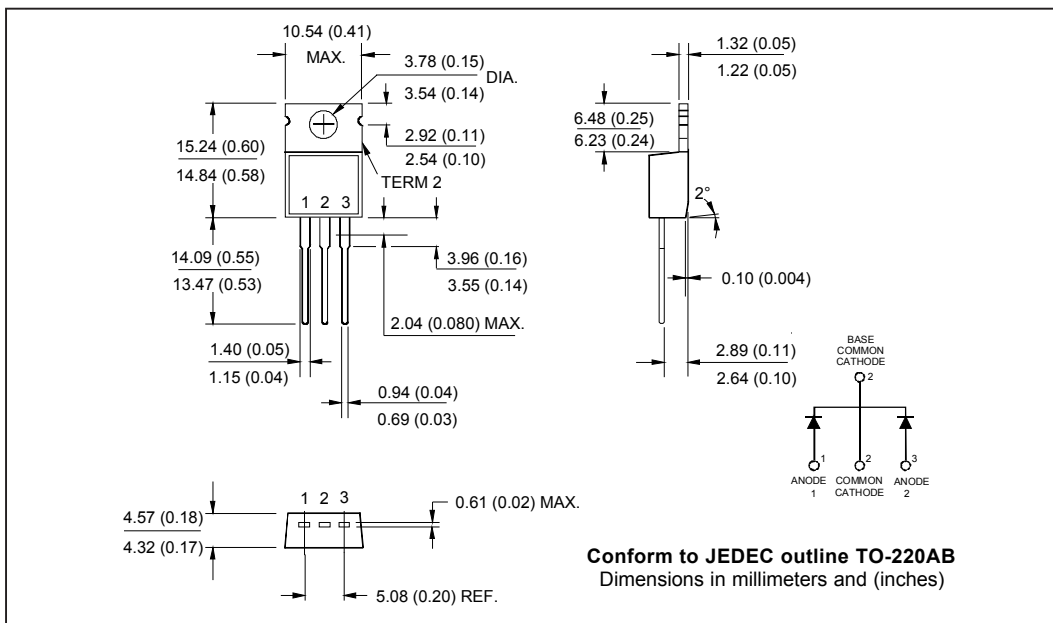 10.54 (0.41)
MAX.
3.78 (0.15)
3.54 (0.14)
DIA.
2.92 (0.11)
2.54 (0.10)
TERM 2
15.24 (0.60)
14.84 (0.58)
1 2 3
14.09 (0.55)
13.47 (0.53)
3.96 (0.16)
3.55 (0.14)
2.04 (0.080) MAX.
1.40 (0.05)
1.15 (0.04)
0.94 (0.04)
0.69 (0.03)
1.32 (0.05)
1.22 (0.05)
6.48 (0.25)
6.23 (0.24)
2°
0.10 (0.004)
2.89 (0.11)
2.64 (0.10)
BASE
COMMON
CATHODE
2
1 2 3
ANODE COMMON ANODE
1 CATHODE 2
1 2 3
4.57 (0.18)
4.32 (0.17)
0.61 (0.02) MAX.
5.08 (0.20) REF.
Conform to JEDEC outline TO-220AB
Dimensions in millimeters and (inches)